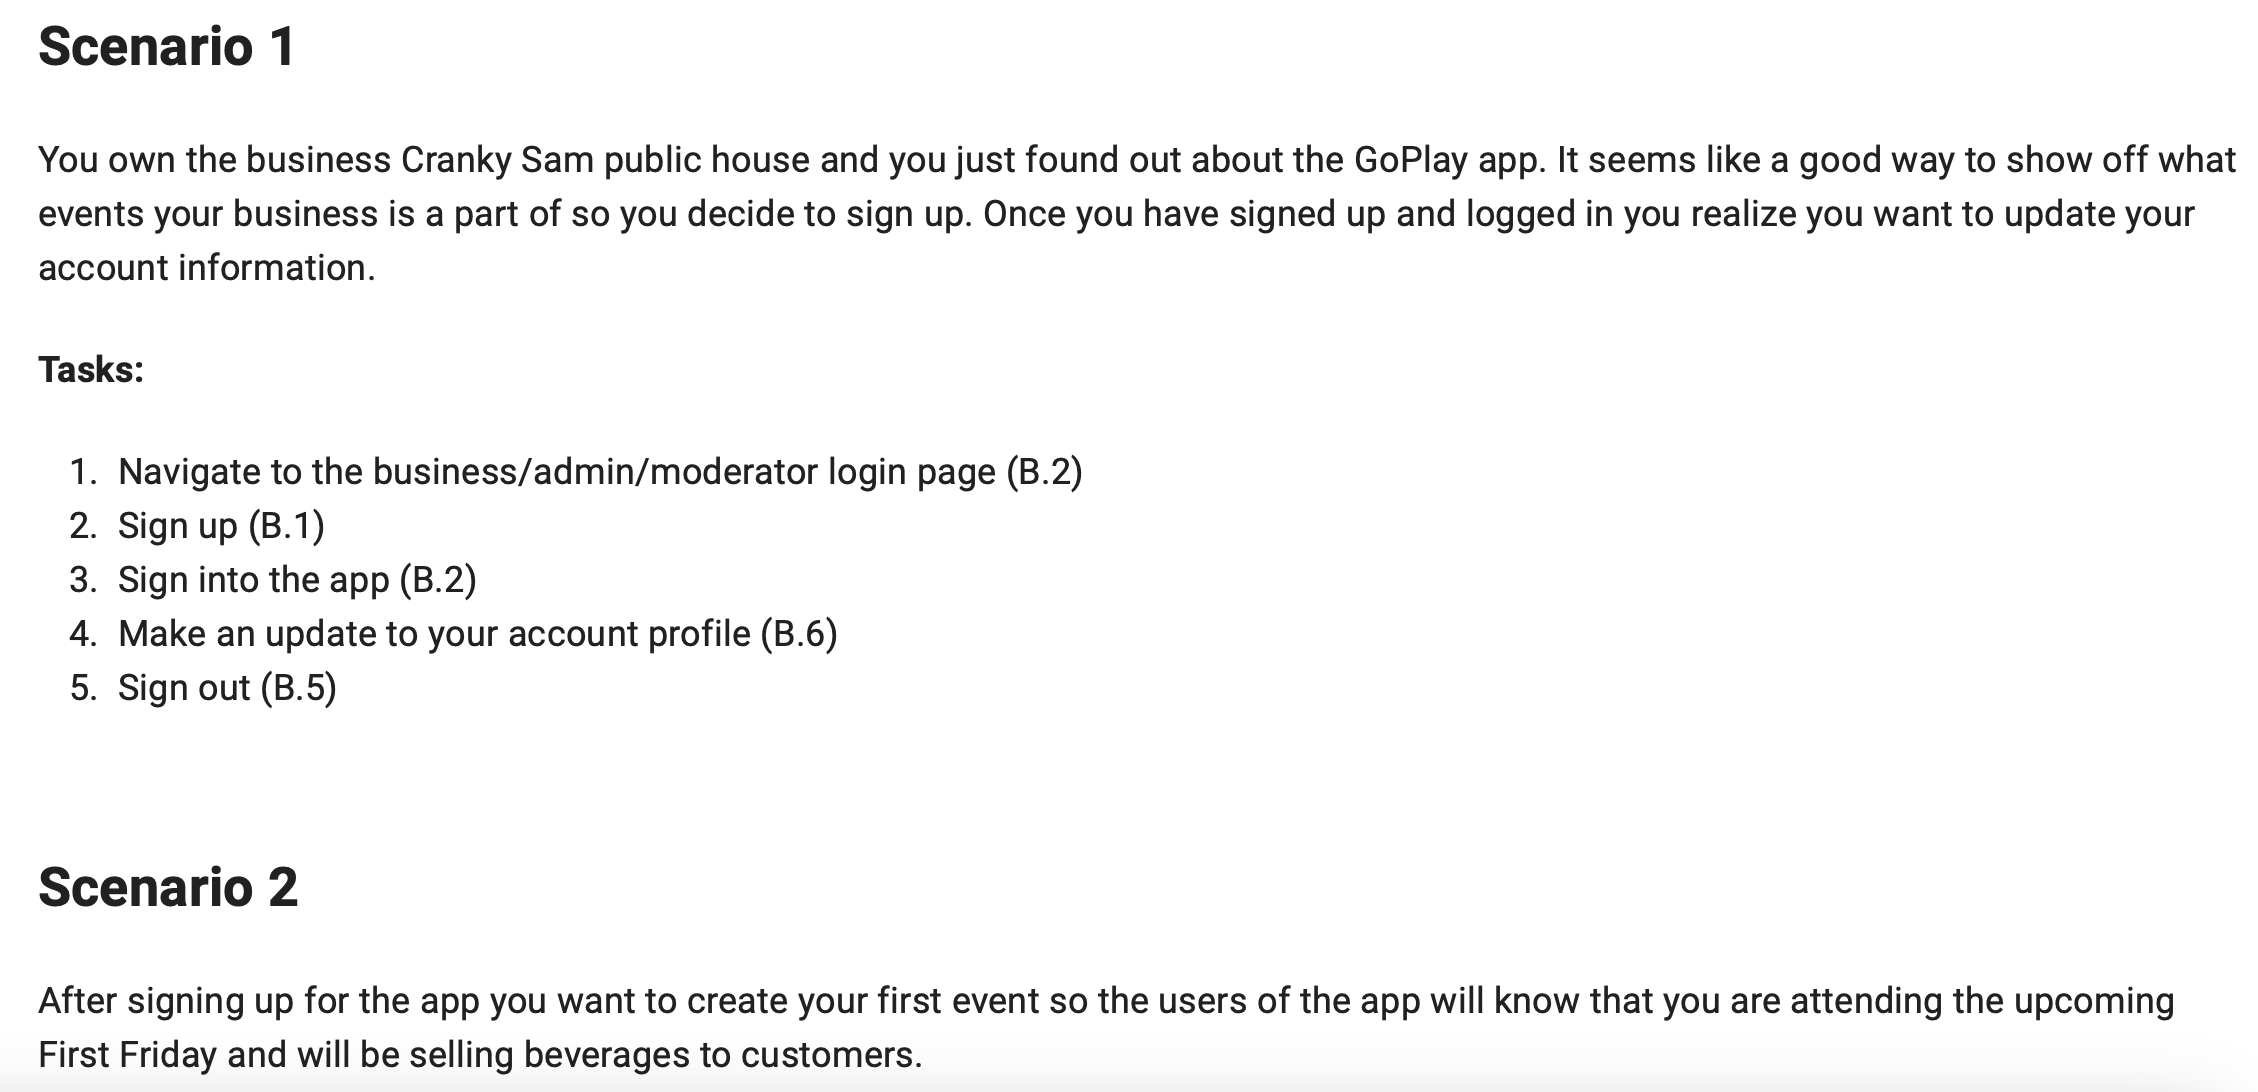 Scenario 1
You own the business Cranky Sam public house and you just found out about the GoPlay app. It seems like a good way to show off what
events your business is a part of so you decide to sign up. Once you have signed up and logged in you realize you want to update your
account information.
Tasks:
1. Navigate to the business/admin/moderator login page (B.2)
2. Sign up (B.1)
3. Sign into the app (B.2)
4. Make an update to your account profile (B.6)
5. Sign out (B.5)
Scenario 2
After signing up for the app you want to create your first event so the users of the app will know that you are attending the upcoming
First Friday and will be selling beverages to customers.